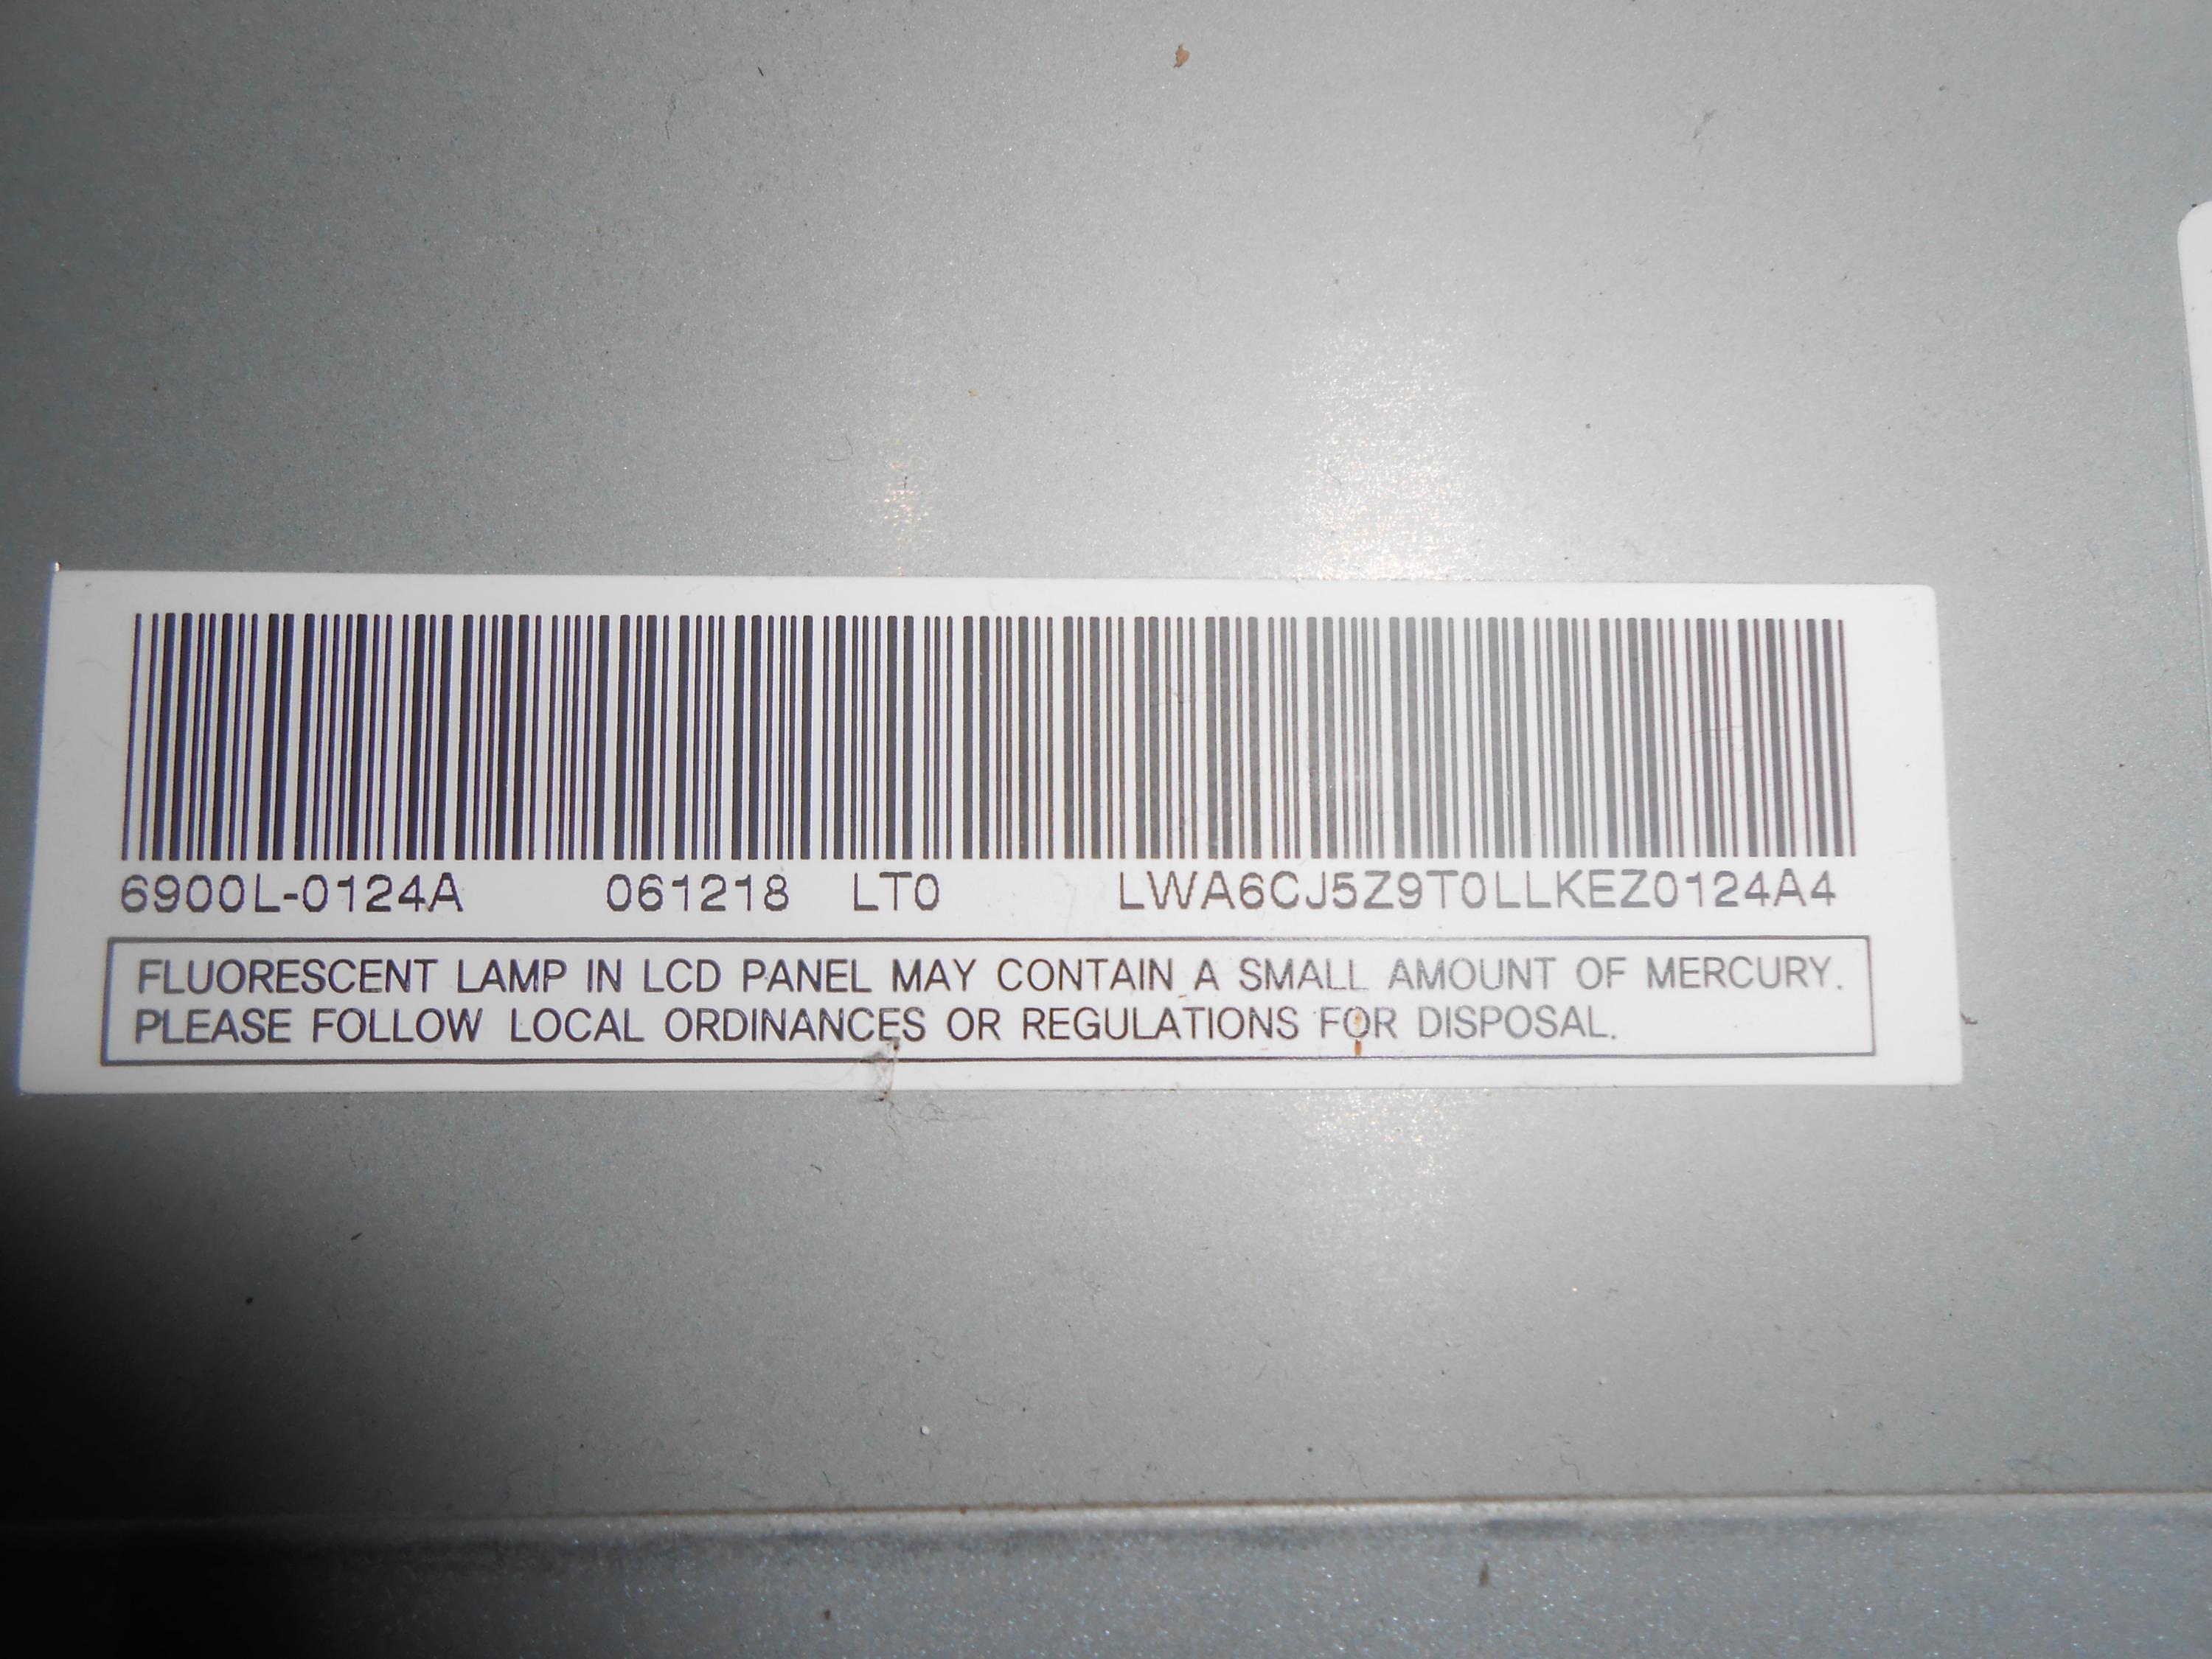 6900L-0124A 061218 LT0 LWA6CJ5Z9T0LLKEZ0124A4
FLUORESCENT LAMP IN LCD PANEL MAY CONTAIN A SMALL AMOUNT OF MERCURY.
PLEASE FOLLOW LOCAL ORDINANCES OR REGULATIONS FOR DISPOSAL.